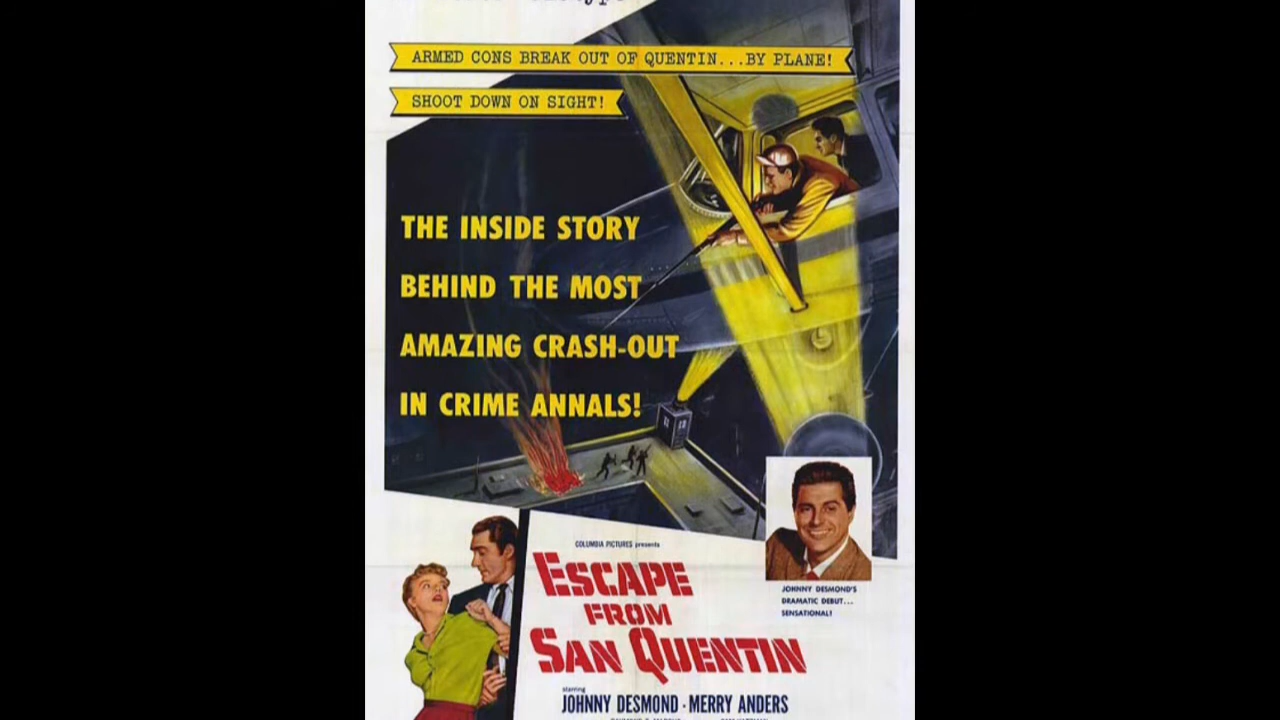 ARMED CONS BREAK OUT OF QUENTIN...BY PLANE!
SHOOT DOWN ON SIGHT!
THE INSIDE STORY
BEHIND THE MOST
AMAZING CRASH-OUT
IN CRIME ANNALS!
COLUMBIA PICTURES presents
ESCAPE
FROM
SAN QUENTIN
JOHNNY DESMOND'S
DRAMATIC DEBUT...
SENSATIONAL!
starring
JOHNNY DESMOND · MERRY ANDERS